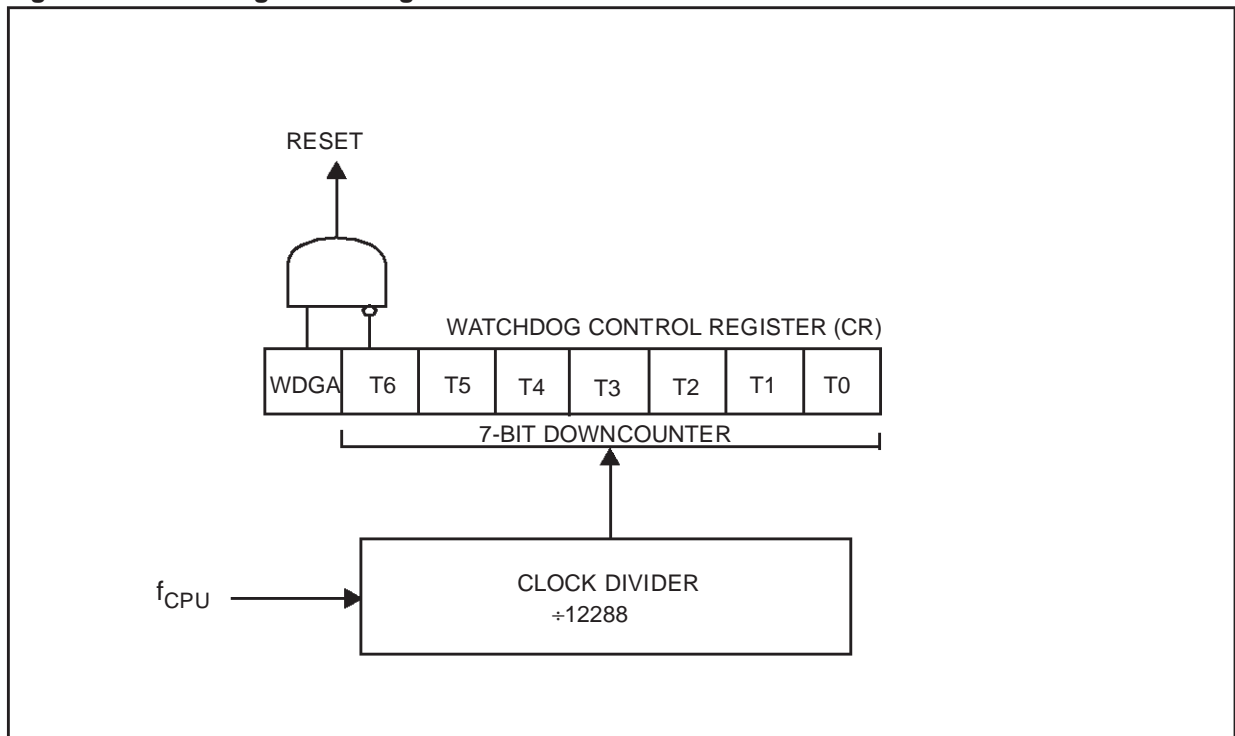 RESET
WATCHDOG CONTROL REGISTER (CR)
WDGA T6 T5 T4 T3 T2 T1 T0
7-BIT DOWNCOUNTER
fCPU
CLOCK DIVIDER
÷12288